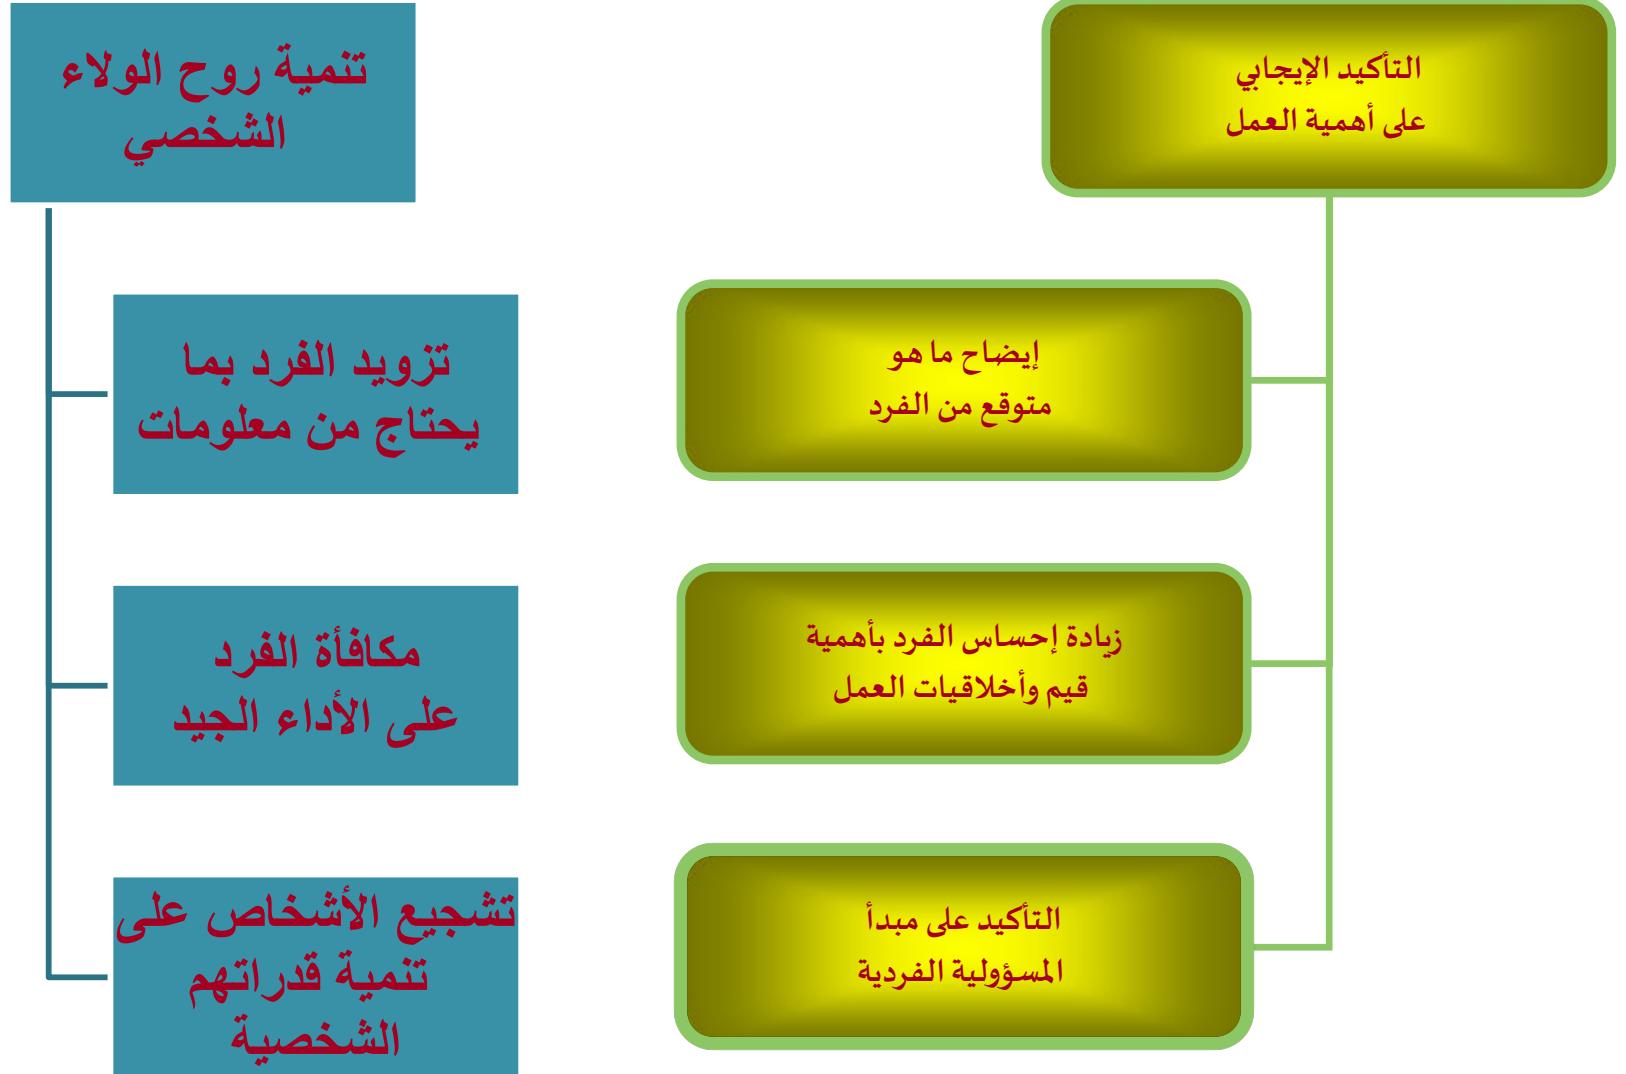 التأكيد الإيجابي
على أهمية العمل
إيضاح ما هو
متوقع من الفرد
زيادة إحساس الفرد بأهمية
قيم وأخلاقيات العمل
التأكيد على مبدأ
المسؤولية الفردية
تنمية روح الولاء
الشخصي
تزويد الفرد بما
يحتاج من معلومات
مكافأة الفرد
على الأداء الجيد
تشجيع الأشخاص على
تنمية قدراتهم
الشخصية